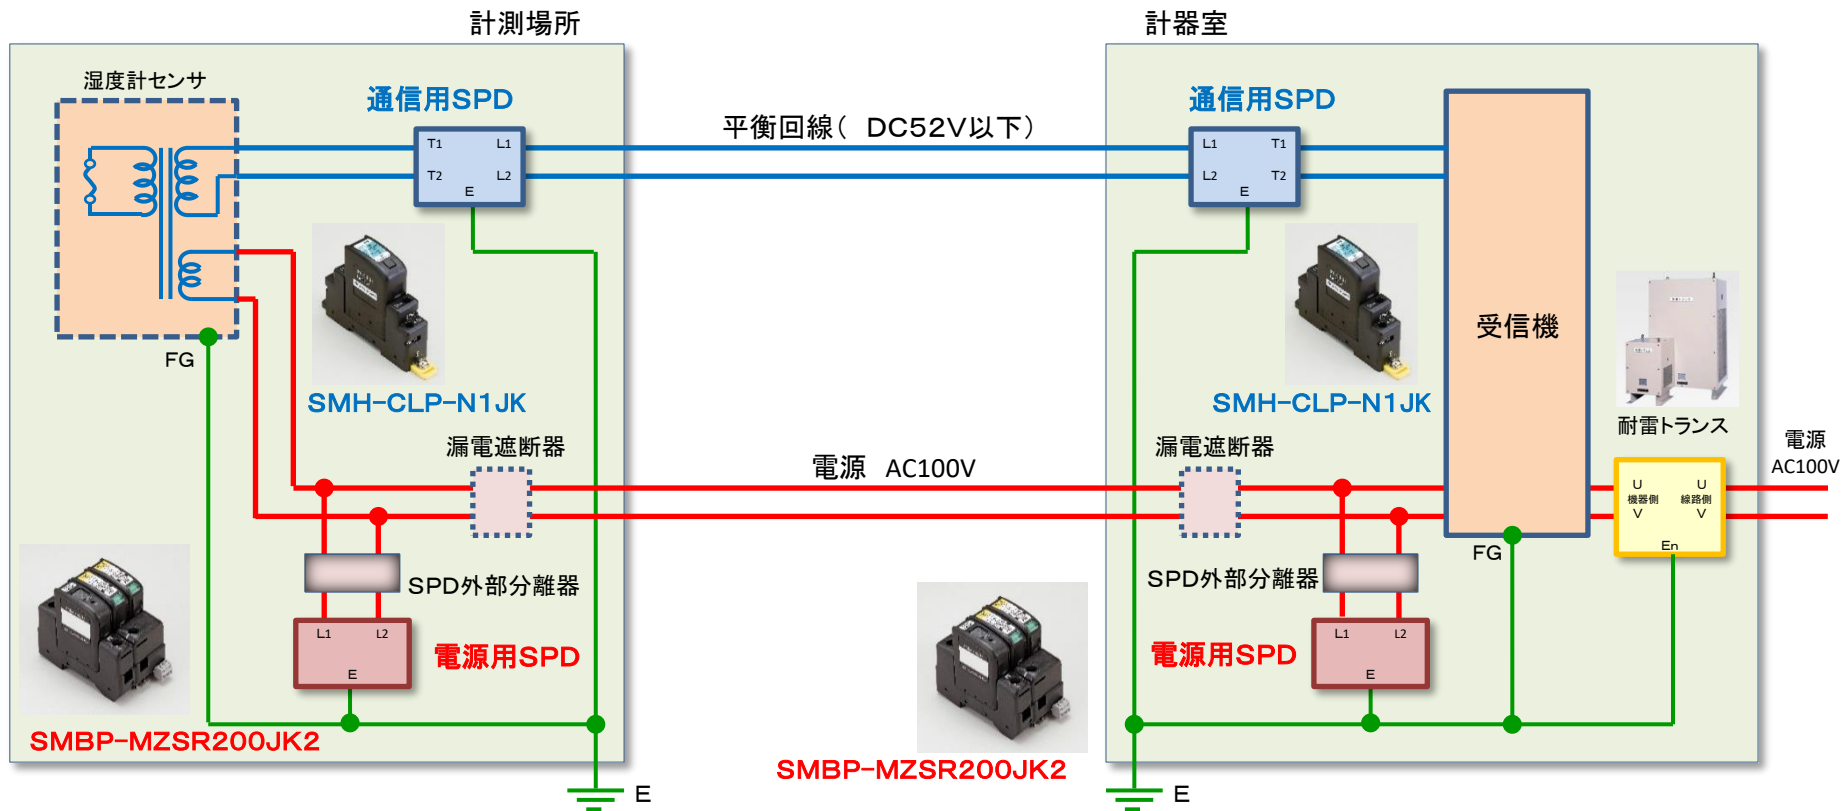 計測場所
計器室
湿度計センサ
通信用SPD
T1
L1
T2
L2
E
平衡回線( DC52V以下)
通信用SPD
L1
T1
L2
T2
E
FG
SMH-CLP-N1JK
SMH-CLP-N1JK
受信機
耐雷トランス
漏電遮断器
電源 AC100V
漏電遮断器
電源
AC100V
U
U
機器側
線路側
V
V
En
FG
SPD外部分離器
SPD外部分離器
L1
L2
E
電源用SPD
L1
L2
E
電源用SPD
SMBP-MZSR200JK2
SMBP-MZSR200JK2
E
E